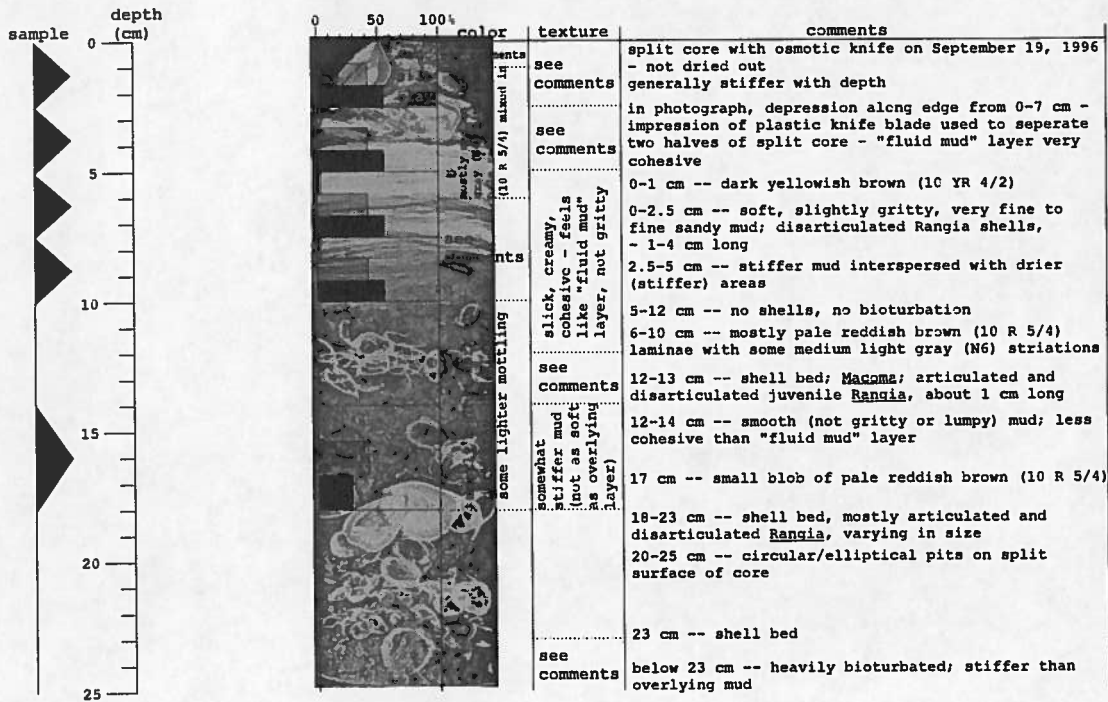 depth
sample (cm)
0 50 100%
color texture comments
0
5
10
15
20
25
mixed in
(10 R 5/4)
mostly
some lighter mottling
see
comments
see
comments
slick, creamy,
cohesive - feels
like "fluid mud"
layer, not gritty
see
comments
somewhat
stiffer mud
(not as soft
as overlying
layer)
see
comments
split core with osmotic knife on September 19, 1996
- not dried out
generally stiffer with depth
in photograph, depression along edge from 0-7 cm -
impression of plastic knife blade used to seperate
two halves of split core - "fluid mud" layer very
cohesive
0-1 cm -- dark yellowish brown (10 YR 4/2)
0-2.5 cm -- soft, slightly gritty, very fine to
fine sandy mud; disarticulated Rangia shells,
~ 1-4 cm long
2.5-5 cm -- stiffer mud interspersed with drier
(stiffer) areas
5-12 cm -- no shells, no bioturbation
6-10 cm -- mostly pale reddish brown (10 R 5/4)
laminae with some medium light gray (N6) striations
12-13 cm -- shell bed; Macoma; articulated and
disarticulated juvenile Rangia, about 1 cm long
12-14 cm -- smooth (not gritty or lumpy) mud; less
cohesive than "fluid mud" layer
17 cm -- small blob of pale reddish brown (10 R 5/4)
18-23 cm -- shell bed, mostly articulated and
disarticulated Rangia, varying in size
20-25 cm -- circular/elliptical pits on split
surface of core
23 cm -- shell bed
below 23 cm -- heavily bioturbated; stiffer than
overlying mud